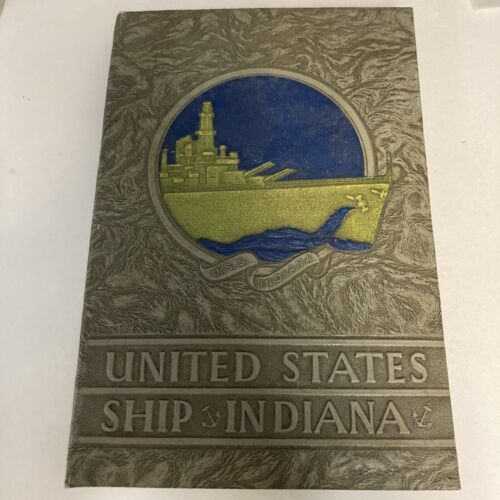 U.S.S.
INDIANA
UNITED STATES
SHIP INDIANA